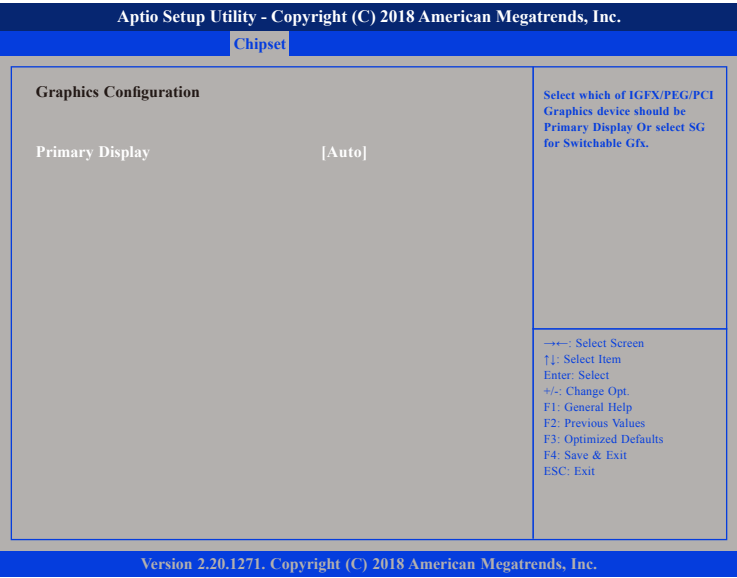 Aptio Setup Utility - Copyright (C) 2018 American Megatrends, Inc.
Chipset
Graphics Configuration
Primary Display [Auto]
Select which of IGFX/PEG/PCI
Graphics device should be
Primary Display Or select SG
for Switchable Gfx.
→←: Select Screen
↑↓: Select Item
Enter: Select
+/-: Change Opt.
F1: General Help
F2: Previous Values
F3: Optimized Defaults
F4: Save & Exit
ESC: Exit
Version 2.20.1271. Copyright (C) 2018 American Megatrends, Inc.